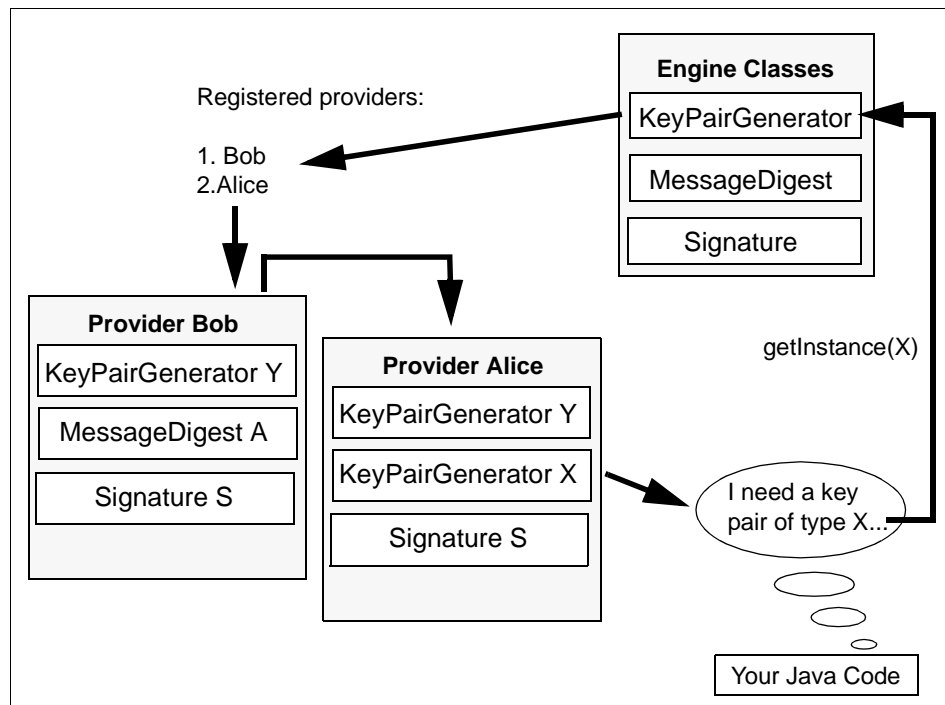 Engine Classes
KeyPairGenerator
MessageDigest
Signature
Registered providers:
1. Bob
2.Alice
Provider Bob
KeyPairGenerator Y
MessageDigest A
Signature S
Provider Alice
KeyPairGenerator Y
KeyPairGenerator X
Signature S
getInstance(X)
I need a key
pair of type X...
Your Java Code